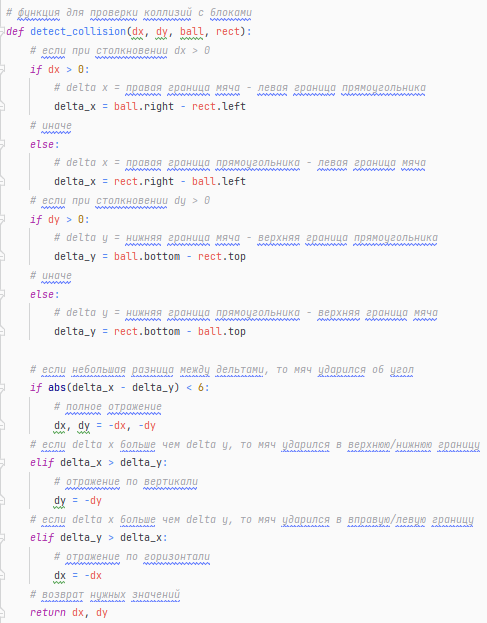 # функция для проверки коллизий с блоками
def detect_collision(dx, dy, ball, rect):
    # если при столкновении dx > 0
    if dx > 0:
        # delta x = правая граница мяча - левая граница прямоугольника
        delta_x = ball.right - rect.left
    # иначе
    else:
        # delta x = правая граница прямоугольника - левая граница мяча
        delta_x = rect.right - ball.left
    # если при столкновении dy > 0
    if dy > 0:
        # delta y = нижняя граница мяча - верхняя граница прямоугольника
        delta_y = ball.bottom - rect.top
    # иначе
    else:
        # delta y = нижняя граница прямоугольника - верхняя граница мяча
        delta_y = rect.bottom - ball.top
    # если небольшая разница между дельтами, то мяч ударился об угол
    if abs(delta_x - delta_y) < 6:
        # полное отражение
        dx, dy = -dx, -dy
    # если delta x больше чем delta y, то мяч ударился в верхнюю/нижнюю границу
    elif delta_x > delta_y:
        # отражение по вертикали
        dy = -dy
    # если delta x больше чем delta y, то мяч ударился в вправую/левую границу
    elif delta_y > delta_x:
        # отражение по горизонтали
        dx = -dx
    # возврат нужных значений
    return dx, dy